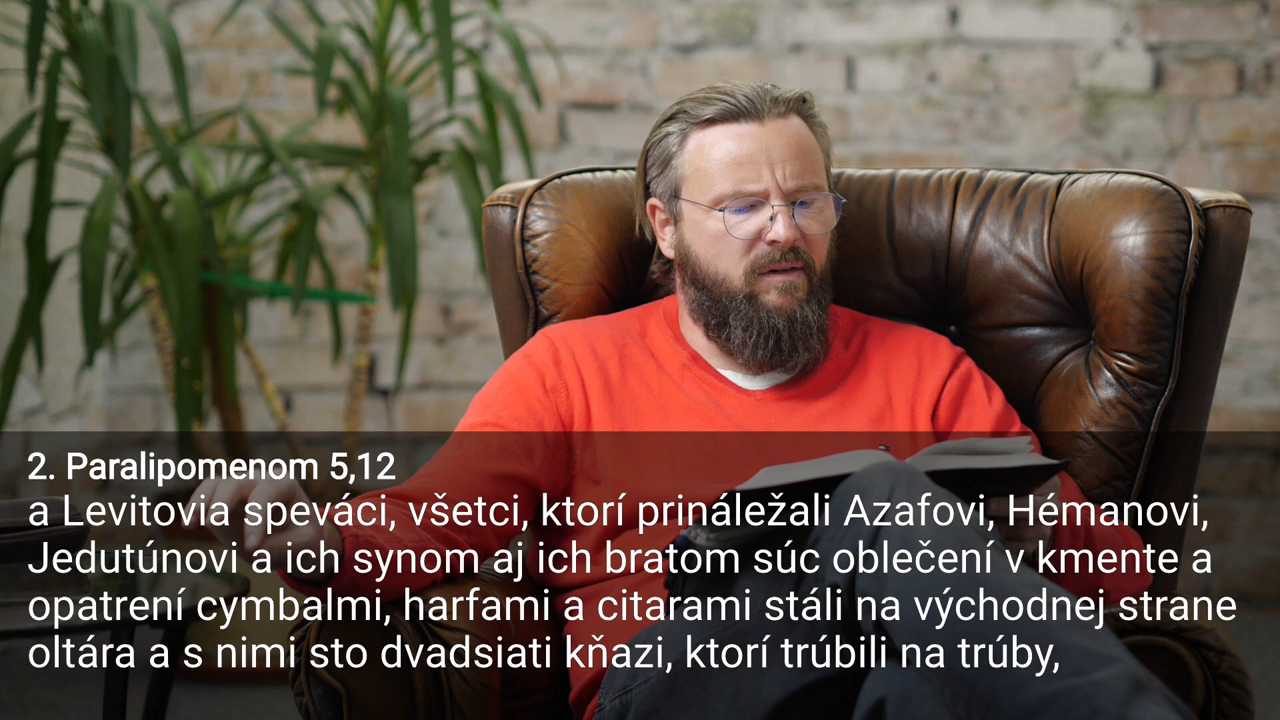 2. Paralipomenom 5,12
a Levitovia speváci, všetci, ktorí prináležali Azafovi, Hémanovi,
Jedutúnovi a ich synom aj ich bratom súc oblečení v kmente a
opatrení cymbalmi, harfami a citarami stáli na východnej strane
oltára a s nimi sto dvadsiati kňazi, ktorí trúbili na trúby,